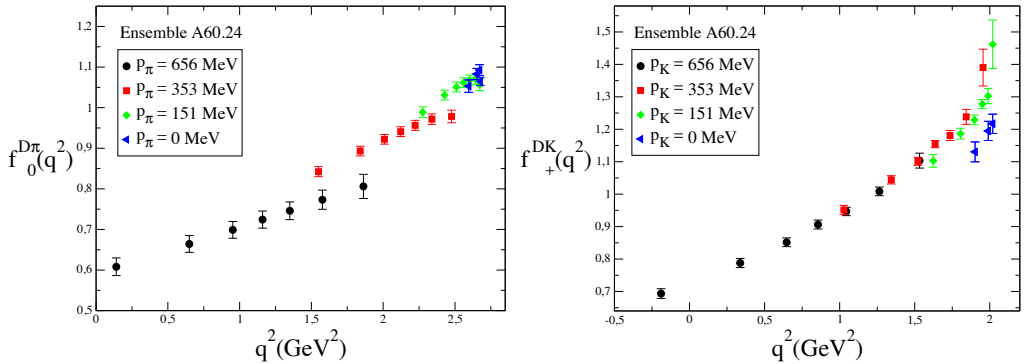 Ensemble A60.24
p_π = 656 MeV
p_π = 353 MeV
p_π = 151 MeV
p_π = 0 MeV
f_0^{Dπ}(q^2)
1,2
1,1
1
0,9
0,8
0,7
0,6
0,5
0 0,5 1 1,5 2 2,5
q^2(GeV^2)
Ensemble A60.24
p_K = 656 MeV
p_K = 353 MeV
p_K = 151 MeV
p_K = 0 MeV
f_+^{DK}(q^2)
1,5
1,4
1,3
1,2
1,1
1
0,9
0,8
0,7
-0,5 0 0,5 1 1,5 2
q^2(GeV^2)